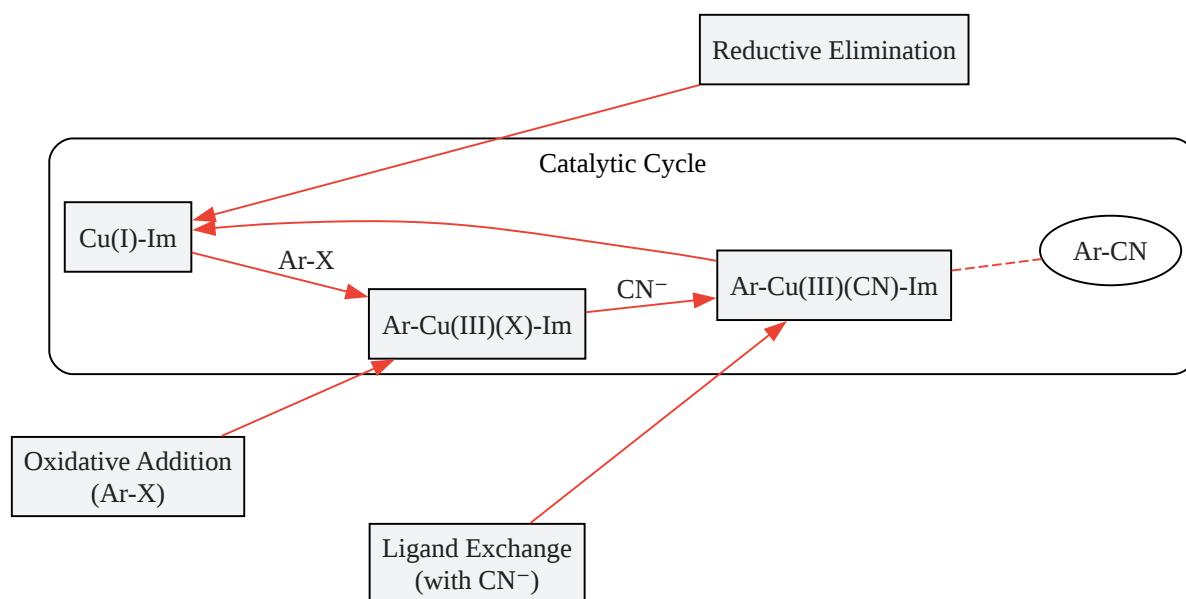 Reductive Elimination
Catalytic Cycle
Cu(I)-Im
Ar-X
Ar-Cu(III)(X)-Im
CN⁻
Ar-Cu(III)(CN)-Im
Ar-CN
Oxidative Addition
(Ar-X)
Ligand Exchange
(with CN⁻)